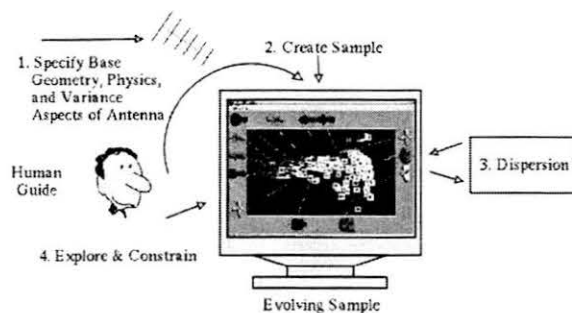 1. Specify Base
Geometry, Physics,
and Variance
Aspects of Antenna
2. Create Sample
3. Dispersion
Human
Guide
4. Explore & Constrain
Evolving Sample